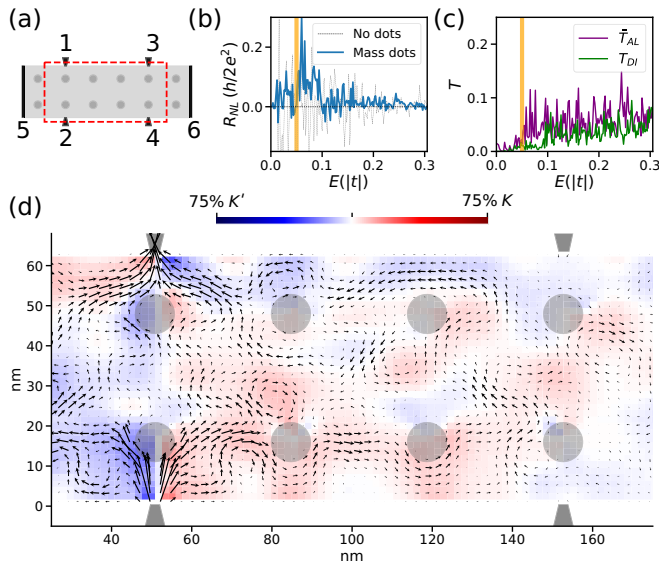 (a)
1 3
2 4
5 6
(b)
R_NL (h/2e²)
0.2
0.0
0.0 0.1 0.2 0.3
E(|t|)
No dots
Mass dots
(c)
T
0.2
0.1
0.0
0.0 0.1 0.2 0.3
E(|t|)
T̄_AL
T_DI
(d)
75% K' 75% K
nm
60
50
40
30
20
10
0
40 60 80 100 120 140 160
nm